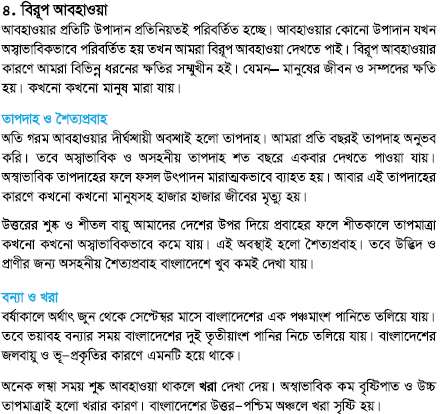 ৪. বিরূপ আবহাওয়া
আবহাওয়ার প্রতিটি উপাদান প্রতিনিয়তই পরিবর্তিত হচ্ছে। আবহাওয়ার কোনো উপাদান যখন
অস্বাভাবিকভাবে পরিবর্তিত হয় তখন আমরা বিরূপ আবহাওয়া দেখতে পাই। বিরূপ আবহাওয়ার
কারণে আমরা বিভিন্ন ধরনের ক্ষতির সম্মুখীন হই। যেমন— মানুষের জীবন ও সম্পদের ক্ষতি
হয়। কখনো কখনো মানুষ মারা যায়।
তাপদাহ ও শৈত্যপ্রবাহ
অতি গরম আবহাওয়ার দীর্ঘস্থায়ী অবস্থাই হলো তাপদাহ। আমরা প্রতি বছরই তাপদাহ অনুভব
করি। তবে অস্বাভাবিক ও অসহনীয় তাপদাহ শত বছরে একবার দেখতে পাওয়া যায়।
অস্বাভাবিক তাপদাহের ফলে ফসল উৎপাদন মারাত্মকভাবে ব্যাহত হয়। আবার এই তাপদাহের
কারণে কখনো কখনো মানুষসহ হাজার হাজার জীবের মৃত্যু হয়।
উত্তরের শুষ্ক ও শীতল বায়ু আমাদের দেশের উপর দিয়ে প্রবাহের ফলে শীতকালে তাপমাত্রা
কখনো কখনো অস্বাভাবিকভাবে কমে যায়। এই অবস্থাই হলো শৈত্যপ্রবাহ। তবে উদ্ভিদ ও
প্রাণীর জন্য অসহনীয় শৈত্যপ্রবাহ বাংলাদেশে খুব কমই দেখা যায়।
বন্যা ও খরা
বর্ষাকালে অর্থাৎ জুন থেকে সেপ্টেম্বর মাসে বাংলাদেশের এক পঞ্চমাংশ পানিতে তলিয়ে যায়।
তবে ভয়াবহ বন্যার সময় বাংলাদেশের দুই তৃতীয়াংশ পানির নিচে তলিয়ে যায়। বাংলাদেশের
জলবায়ু ও ভূ-প্রকৃতির কারণে এমনটি হয়ে থাকে।
অনেক লম্বা সময় শুষ্ক আবহাওয়া থাকলে খরা দেখা দেয়। অস্বাভাবিক কম বৃষ্টিপাত ও উচ্চ
তাপমাত্রাই হলো খরার কারণ। বাংলাদেশের উত্তর-পশ্চিম অঞ্চলে খরা সৃষ্টি হয়।